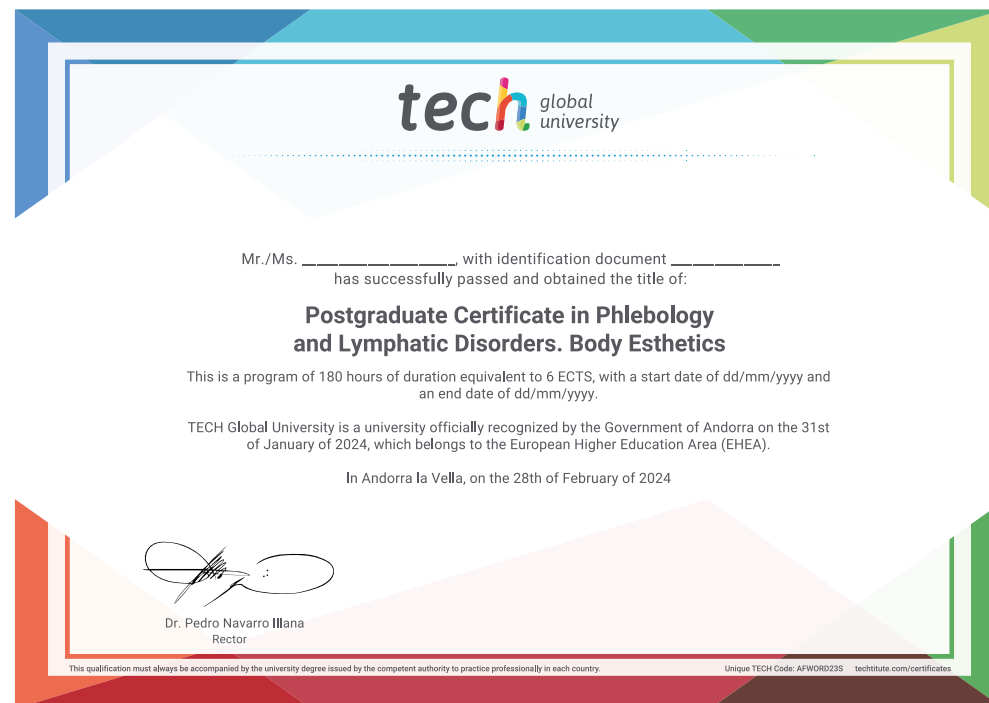 tech global
university
Mr./Ms. ____________________, with identification document ______________
has successfully passed and obtained the title of:
Postgraduate Certificate in Phlebology
and Lymphatic Disorders. Body Esthetics
This is a program of 180 hours of duration equivalent to 6 ECTS, with a start date of dd/mm/yyyy and
an end date of dd/mm/yyyy.
TECH Global University is a university officially recognized by the Government of Andorra on the 31st
of January of 2024, which belongs to the European Higher Education Area (EHEA).
In Andorra la Vella, on the 28th of February of 2024
Dr. Pedro Navarro Illana
Rector
This qualification must always be accompanied by the university degree issued by the competent authority to practice professionally in each country.
Unique TECH Code: AFWORD23S techtitute.com/certificates